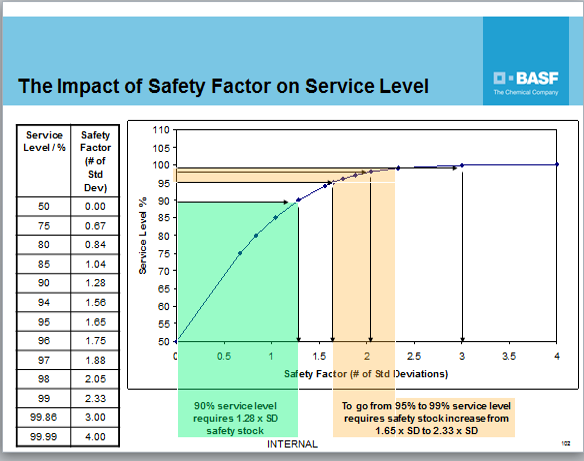 The Impact of Safety Factor on Service Level
BASF
The Chemical Company
Service
Level / %
Safety
Factor
(# of
Std
Dev)
50 0.00
75 0.67
80 0.84
85 1.04
90 1.28
94 1.56
95 1.65
96 1.75
97 1.88
98 2.05
99 2.33
99.86 3.00
99.99 4.00
Service Level %
110
105
100
95
90
85
80
75
70
65
60
55
50
0 0.5 1 1.5 2 2.5 3 3.5 4
Safety Factor (# of Std Deviations)
90% service level
requires 1.28 x SD
safety stock
To go from 95% to 99% service level
requires safety stock increase from
1.65 x SD to 2.33 x SD
INTERNAL
102